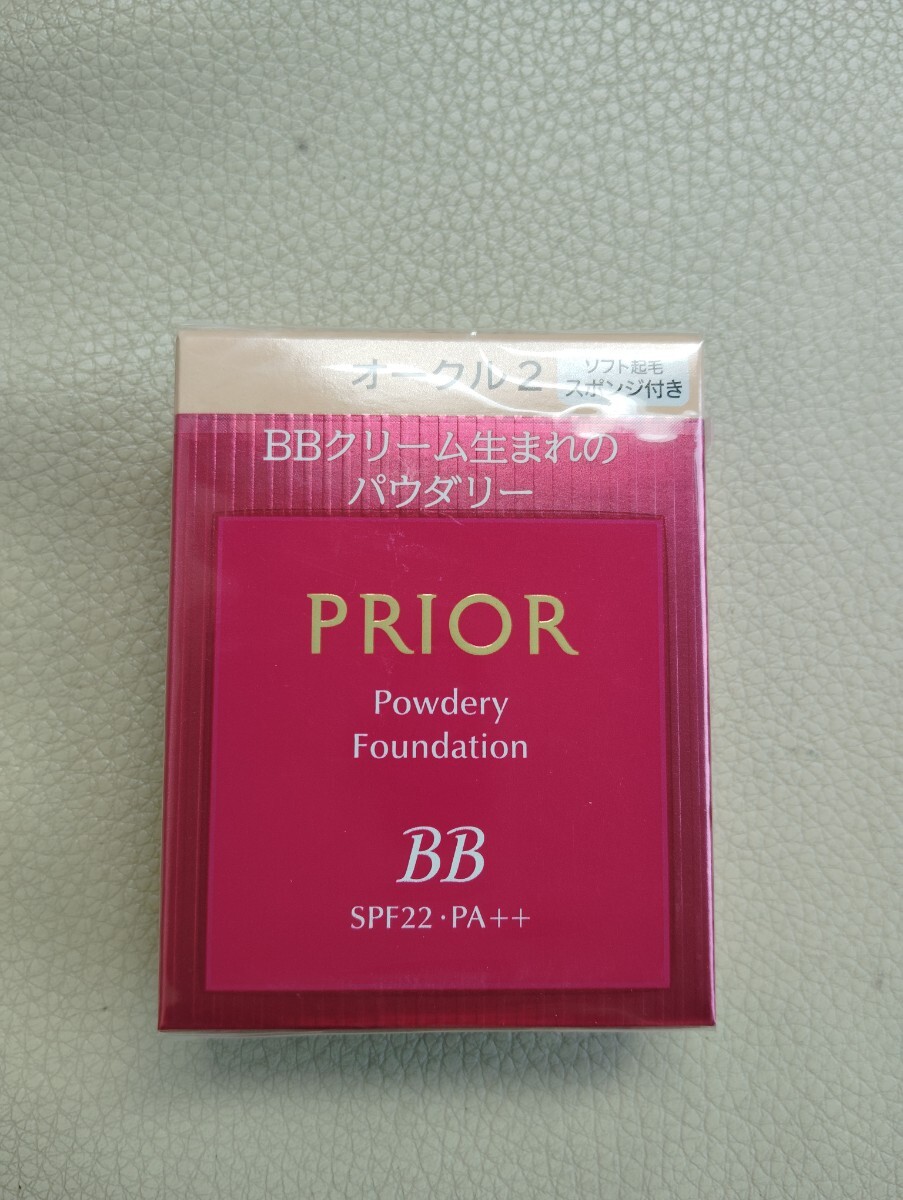 オークル2
ソフト起毛
スポンジ付き
BBクリーム生まれの
パウダリー
PRIOR
Powdery
Foundation
BB
SPF22・PA++